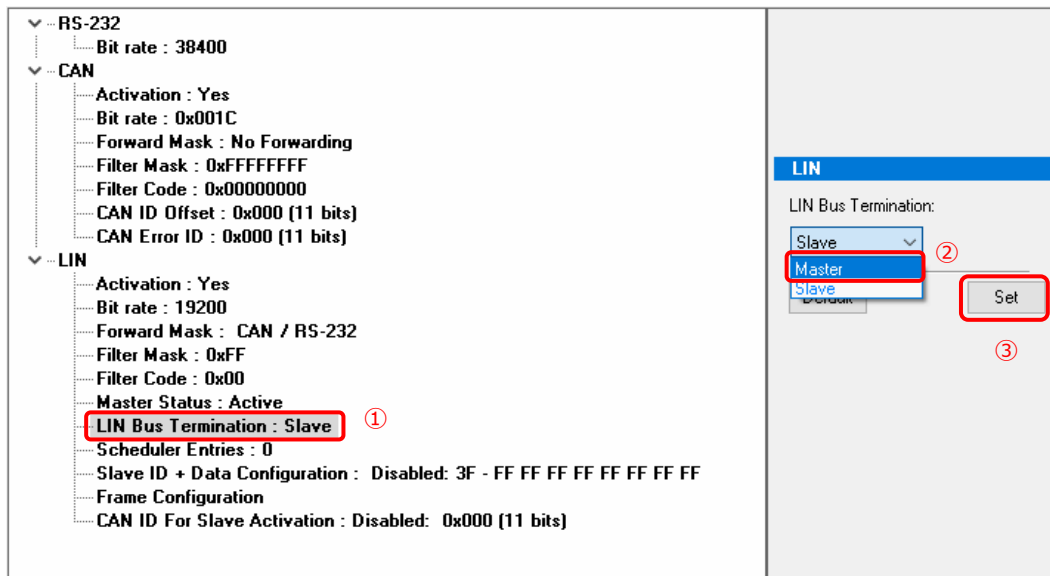 RS-232
Bit rate : 38400
CAN
Activation : Yes
Bit rate : 0x001C
Forward Mask : No Forwarding
Filter Mask : 0xFFFFFFFF
Filter Code : 0x00000000
CAN ID Offset : 0x000 (11 bits)
CAN Error ID : 0x000 (11 bits)
LIN
Activation : Yes
Bit rate : 19200
Forward Mask :  CAN / RS-232
Filter Mask : 0xFF
Filter Code : 0x00
Master Status : Active
LIN Bus Termination : Slave
①
Scheduler Entries : 0
Slave ID + Data Configuration :  Disabled: 3F - FF FF FF FF FF FF FF FF
Frame Configuration
CAN ID For Slave Activation : Disabled:  0x000 (11 bits)
LIN
LIN Bus Termination:
Slave
②
Master
Slave
Default
Set
③